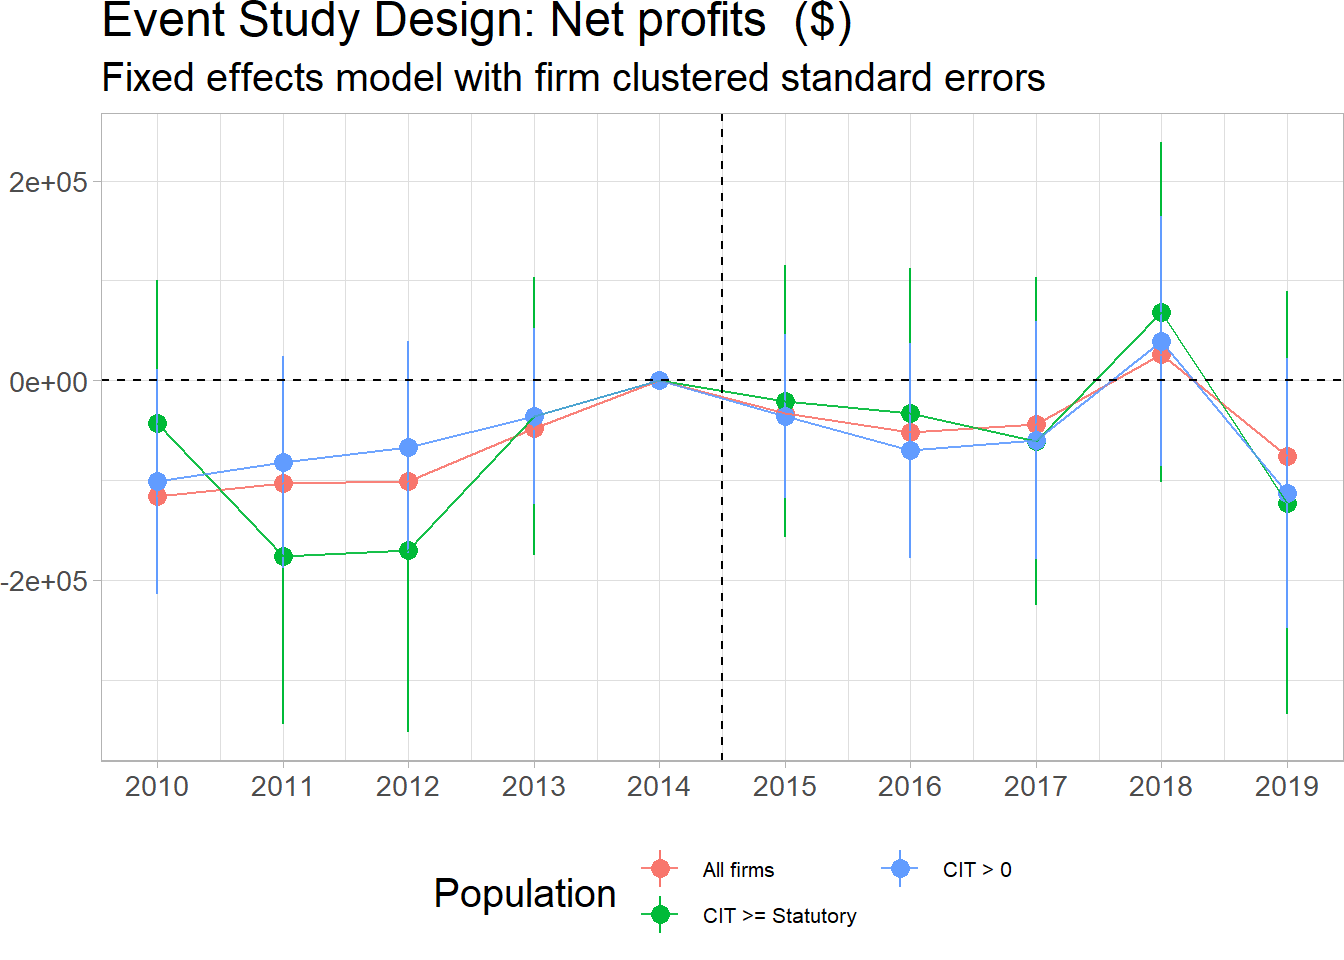 Event Study Design: Net profits  ($)
Fixed effects model with firm clustered standard errors
2e+05
0e+00
-2e+05
2010 2011 2012 2013 2014 2015 2016 2017 2018 2019
Population
All firms
CIT >= Statutory
CIT > 0